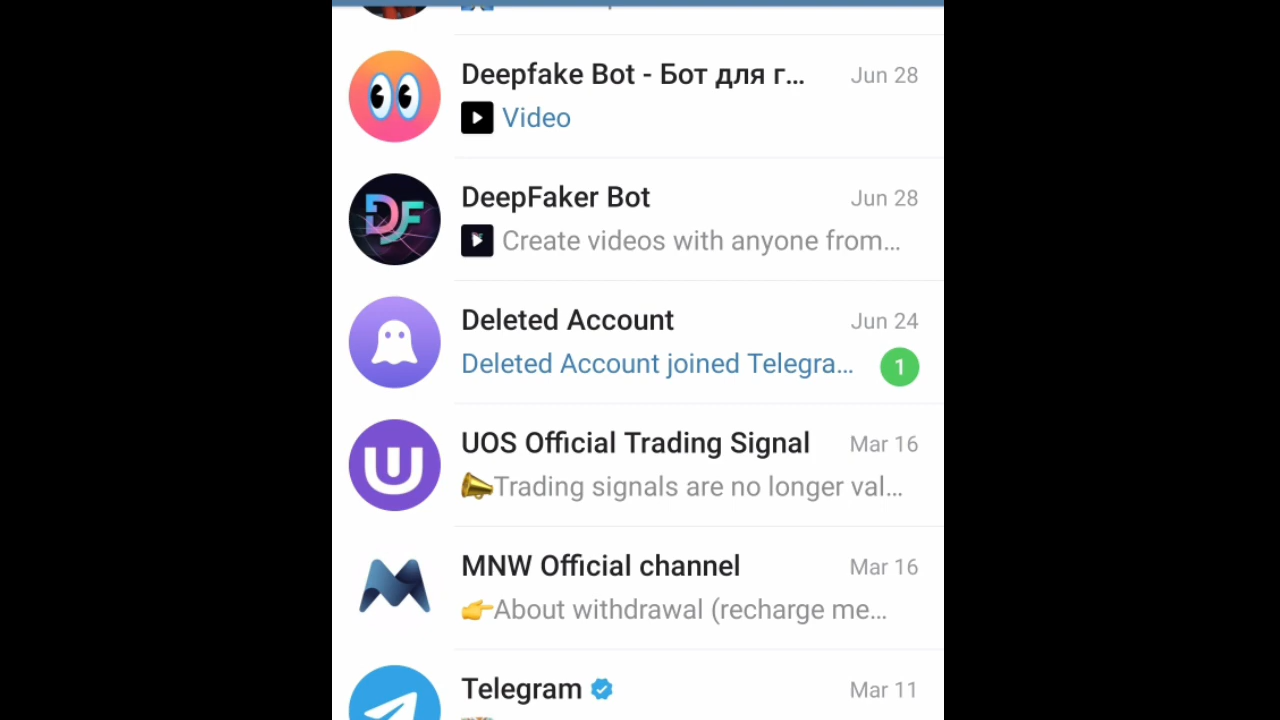 Deepfake Bot - Бот для г... Jun 28
Video
DeepFaker Bot Jun 28
Create videos with anyone from...
Deleted Account Jun 24
Deleted Account joined Telegra... 1
UOS Official Trading Signal Mar 16
Trading signals are no longer val...
MNW Official channel Mar 16
About withdrawal (recharge me...
Telegram Mar 11